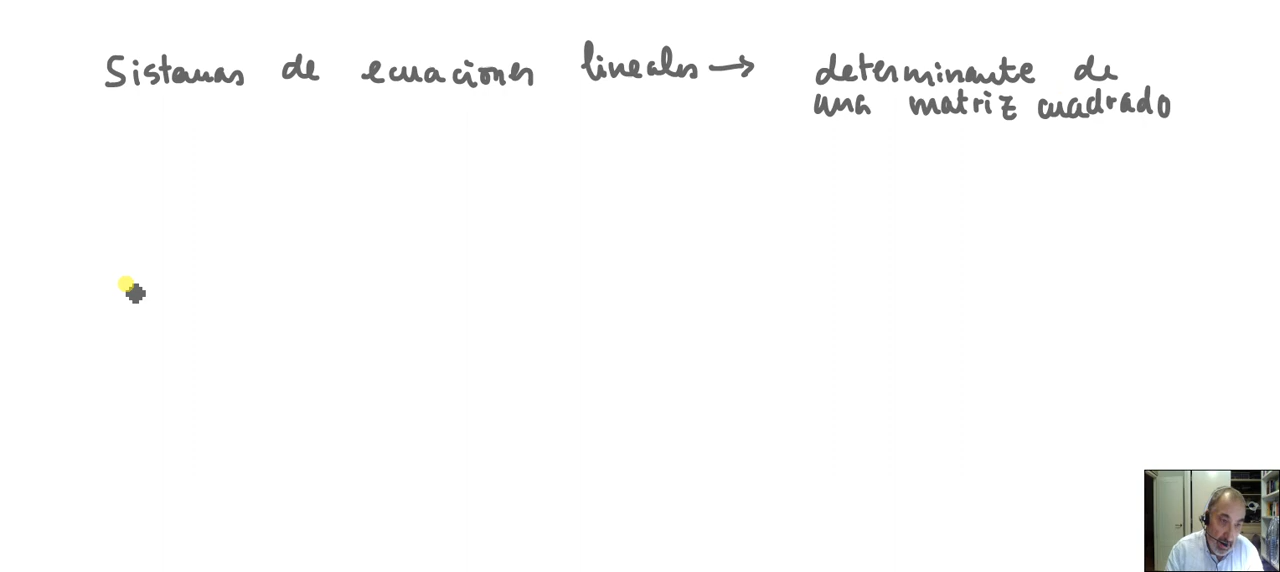 Sistemas de ecuaciones lineales → determinante de
una matriz cuadrado